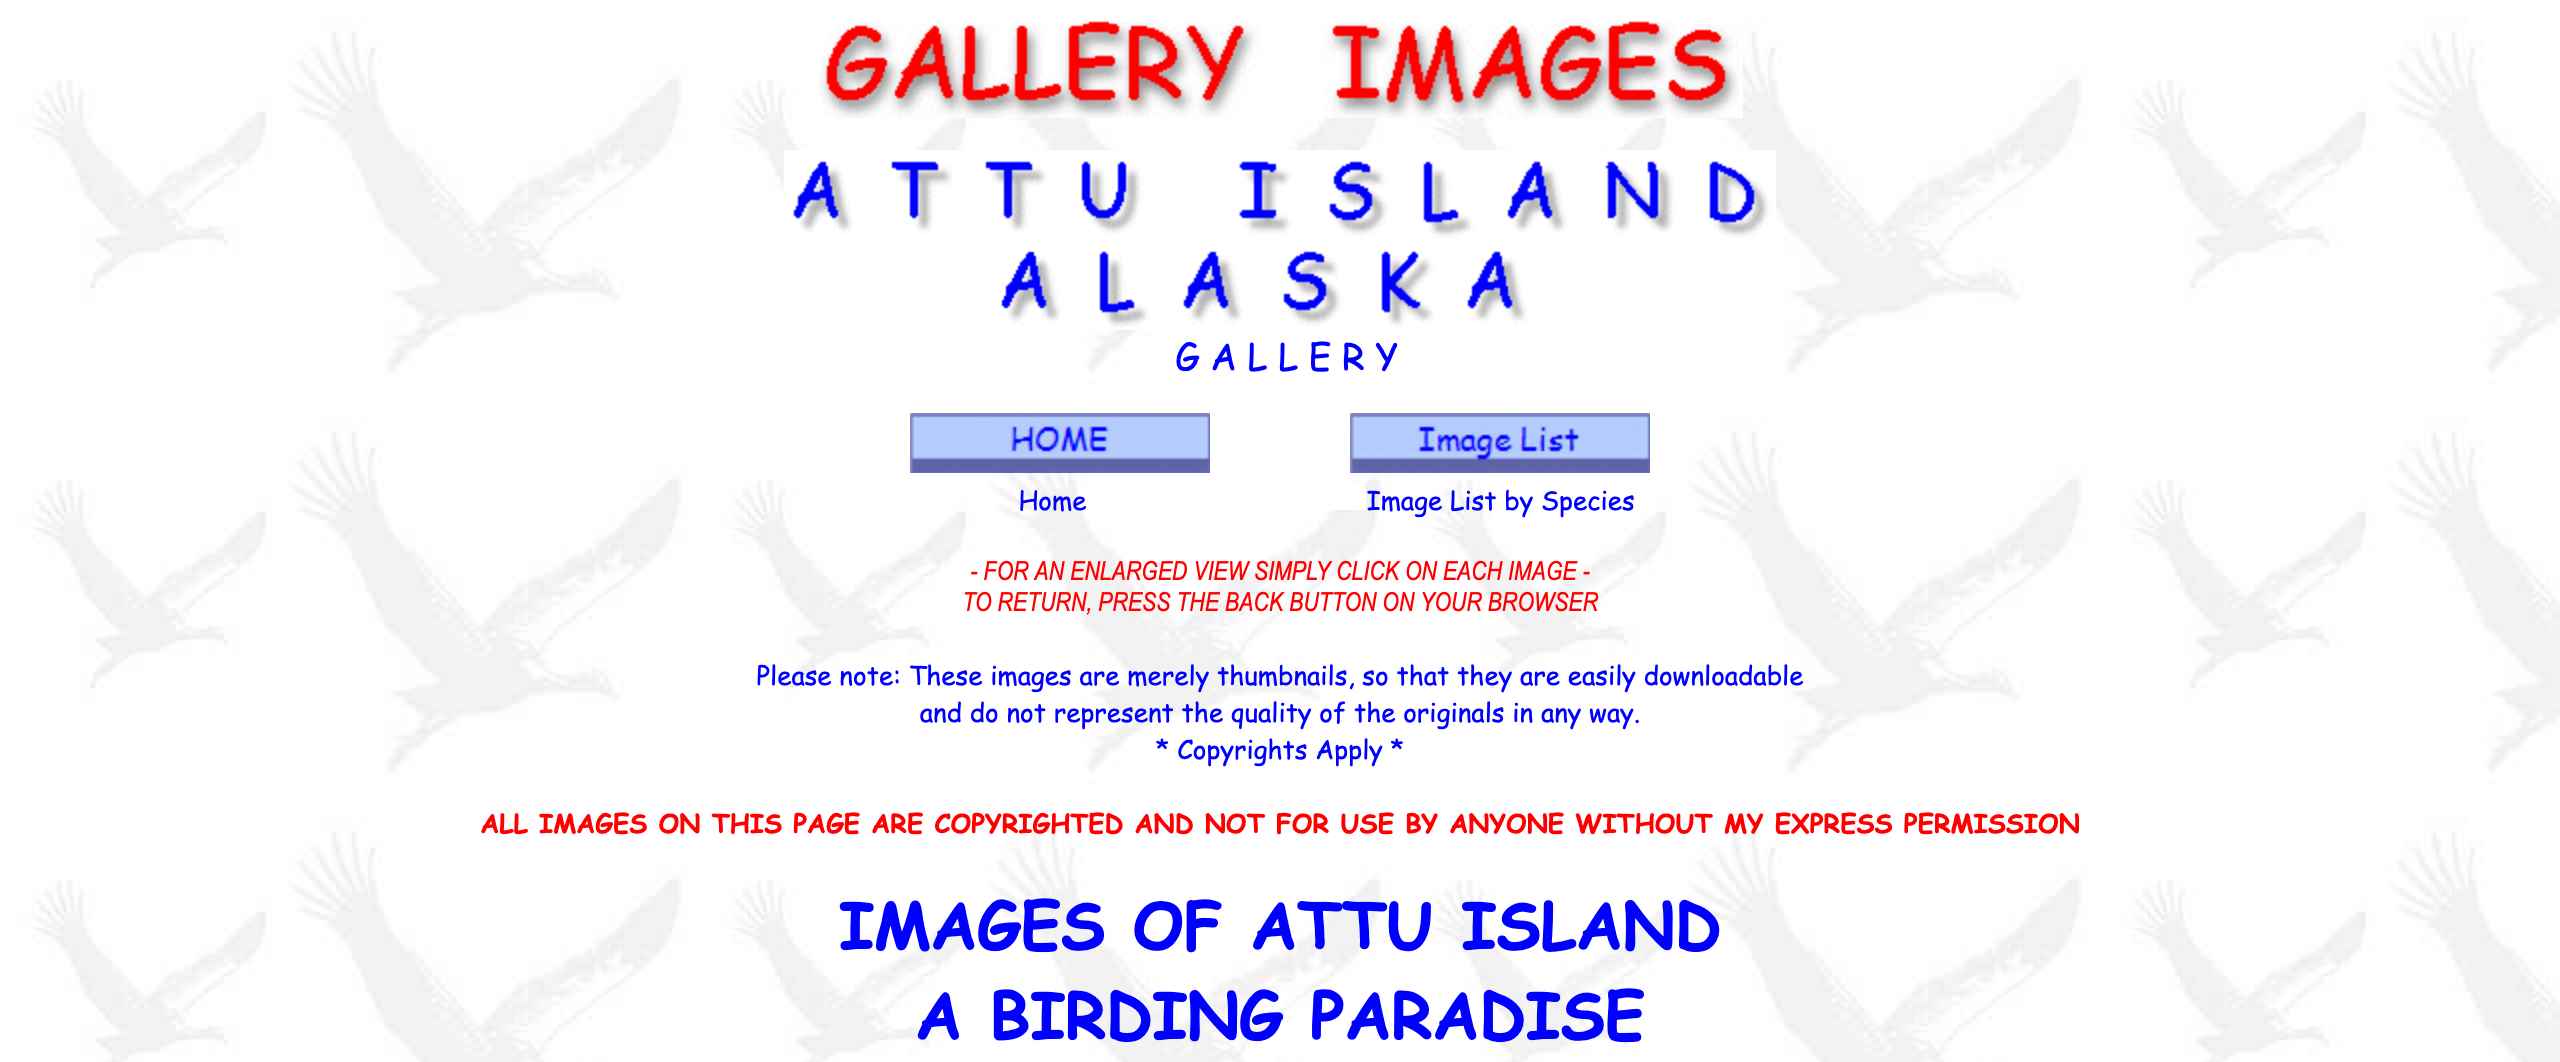 GALLERY IMAGES
ATTU ISLAND
ALASKA
GALLERY
HOME Image List
Home Image List by Species
- FOR AN ENLARGED VIEW SIMPLY CLICK ON EACH IMAGE -
TO RETURN, PRESS THE BACK BUTTON ON YOUR BROWSER
Please note: These images are merely thumbnails, so that they are easily downloadable
and do not represent the quality of the originals in any way.
* Copyrights Apply *
ALL IMAGES ON THIS PAGE ARE COPYRIGHTED AND NOT FOR USE BY ANYONE WITHOUT MY EXPRESS PERMISSION
IMAGES OF ATTU ISLAND
A BIRDING PARADISE